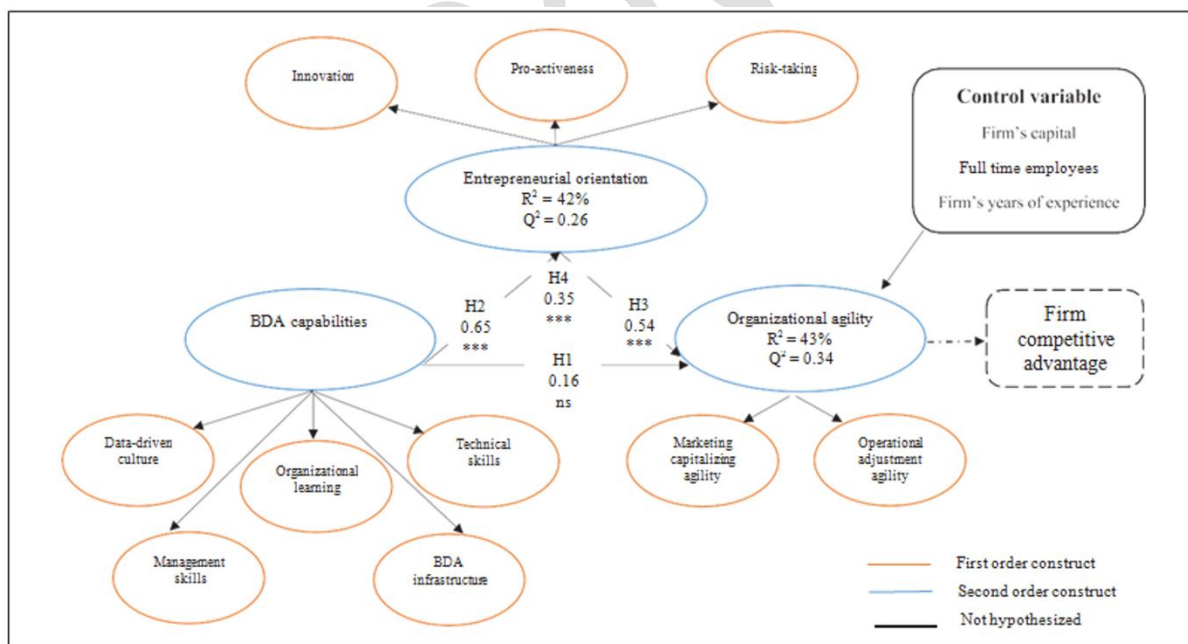 Innovation
Pro-activeness
Risk-taking
Control variable
Firm's capital
Full time employees
Firm's years of experience
Entrepreneurial orientation
R² = 42%
Q² = 0.26
H2
0.65
***
H4
0.35
***
H3
0.54
***
BDA capabilities
H1
0.16
ns
Organizational agility
R² = 43%
Q² = 0.34
Firm
competitive
advantage
Data-driven
culture
Organizational
learning
Technical
skills
Management
skills
BDA
infrastructure
Marketing
capitalizing
agility
Operational
adjustment
agility
First order construct
Second order construct
Not hypothesized